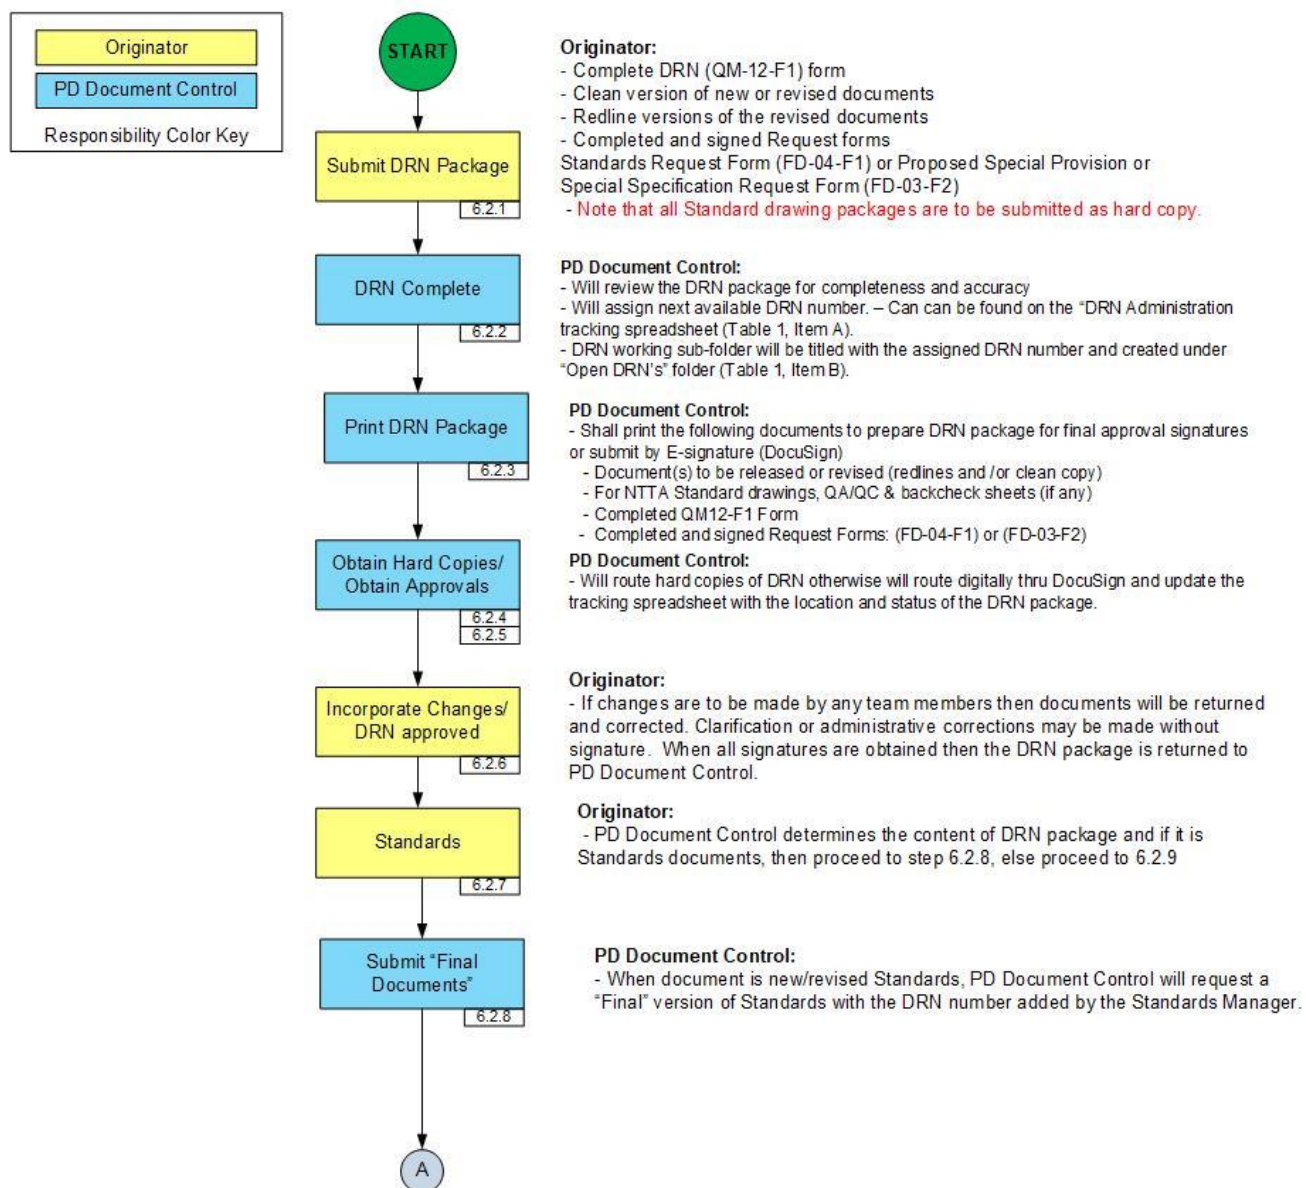 Originator
PD Document Control
Responsibility Color Key
START
Originator:
- Complete DRN (QM-12-F1) form
- Clean version of new or revised documents
- Redline versions of the revised documents
- Completed and signed Request forms
Standards Request Form (FD-04-F1) or Proposed Special Provision or
Special Specification Request Form (FD-03-F2)
- Note that all Standard drawing packages are to be submitted as hard copy.
Submit DRN Package
6.2.1
PD Document Control:
- Will review the DRN package for completeness and accuracy
- Will assign next available DRN number. – Can can be found on the “DRN Administration
tracking spreadsheet (Table 1, Item A).
- DRN working sub-folder will be titled with the assigned DRN number and created under
“Open DRN’s” folder (Table 1, Item B).
DRN Complete
6.2.2
PD Document Control:
- Shall print the following documents to prepare DRN package for final approval signatures
or submit by E-signature (DocuSign)
- Document(s) to be released or revised (redlines and /or clean copy)
- For NTTA Standard drawings, QA/QC & backcheck sheets (if any)
- Completed QM12-F1 Form
- Completed and signed Request Forms: (FD-04-F1) or (FD-03-F2)
Print DRN Package
6.2.3
PD Document Control:
- Will route hard copies of DRN otherwise will route digitally thru DocuSign and update the
tracking spreadsheet with the location and status of the DRN package.
Obtain Hard Copies/
Obtain Approvals
6.2.4
6.2.5
Originator:
- If changes are to be made by any team members then documents will be returned
and corrected. Clarification or administrative corrections may be made without
signature. When all signatures are obtained then the DRN package is returned to
PD Document Control.
Incorporate Changes/
DRN approved
6.2.6
Originator:
- PD Document Control determines the content of DRN package and if it is
Standards documents, then proceed to step 6.2.8, else proceed to 6.2.9
Standards
6.2.7
PD Document Control:
- When document is new/revised Standards, PD Document Control will request a
“Final” version of Standards with the DRN number added by the Standards Manager.
Submit “Final
Documents”
6.2.8
A